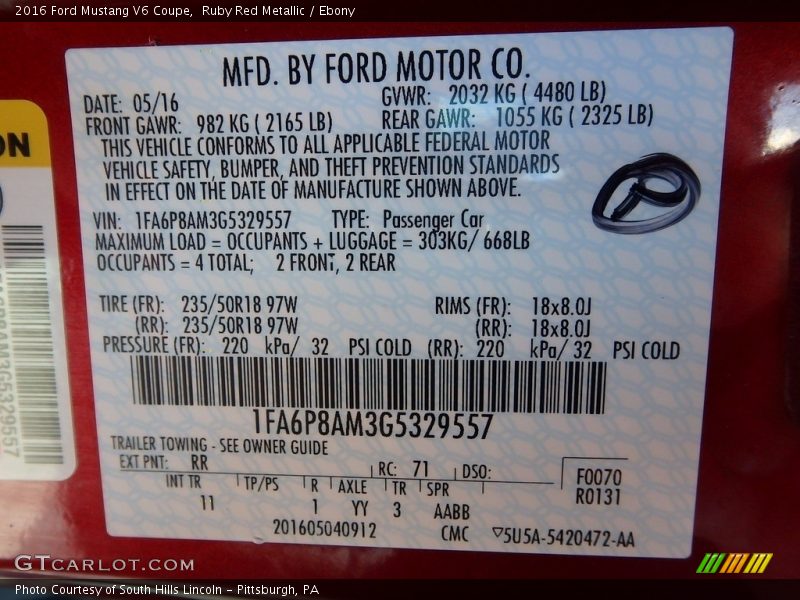 2016 Ford Mustang V6 Coupe, Ruby Red Metallic / Ebony
MFD. BY FORD MOTOR CO.
DATE: 05/16 GVWR: 2032 KG ( 4480 LB)
FRONT GAWR: 982 KG ( 2165 LB) REAR GAWR: 1055 KG ( 2325 LB)
THIS VEHICLE CONFORMS TO ALL APPLICABLE FEDERAL MOTOR
VEHICLE SAFETY, BUMPER, AND THEFT PREVENTION STANDARDS
IN EFFECT ON THE DATE OF MANUFACTURE SHOWN ABOVE.
VIN: 1FA6P8AM3G5329557 TYPE: Passenger Car
MAXIMUM LOAD = OCCUPANTS + LUGGAGE = 303KG/ 668LB
OCCUPANTS = 4 TOTAL; 2 FRONT, 2 REAR
TIRE (FR): 235/50R18 97W RIMS (FR): 18x8.0J
(RR): 235/50R18 97W (RR): 18x8.0J
PRESSURE (FR): 220 kPa/ 32 PSI COLD (RR): 220 kPa/ 32 PSI COLD
1FA6P8AM3G5329557
TRAILER TOWING - SEE OWNER GUIDE
EXT PNT: RR RC: 71 DSO: F0070
INT TR TP/PS R AXLE TR SPR R0131
11 1 YY 3 AABB
201605040912 CMC 5U5A-5420472-AA
GTCARLOT.COM
Photo Courtesy of South Hills Lincoln - Pittsburgh, PA